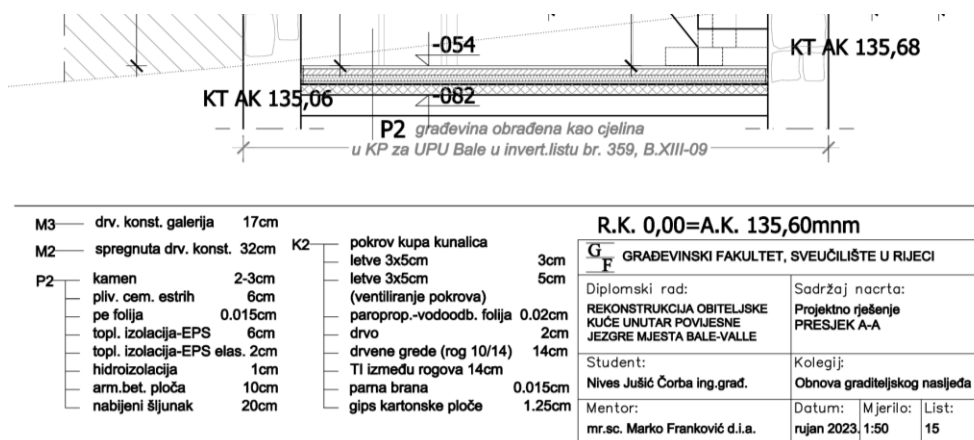 -054
KT AK 135,68
KT AK 135,06
-082
P2
građevina obrađena kao cjelina
u KP za UPU Bale u invert.listu br. 359, B.XIII-09
M3 drv. konst. galerija 17cm
M2 spregnuta drv. konst. 32cm
P2 kamen 2-3cm
pliv. cem. estrih 6cm
pe folija 0.015cm
topl. izolacija-EPS 6cm
topl. izolacija-EPS elas. 2cm
hidroizolacija 1cm
arm.bet. ploča 10cm
nabijeni šljunak 20cm
K2 pokrov kupa kunalica
letve 3x5cm 3cm
letve 3x5cm 5cm
(ventiliranje pokrova)
paroprop.-vodoodb. folija 0.02cm
drvo 2cm
drvene grede (rog 10/14) 14cm
TI između rogova 14cm
parna brana 0.015cm
gips kartonske ploče 1.25cm
R.K. 0,00=A.K. 135,60mnm
G F GRAĐEVINSKI FAKULTET, SVEUČILIŠTE U RIJECI
Diplomski rad:
REKONSTRUKCIJA OBITELJSKE
KUĆE UNUTAR POVIJESNE
JEZGRE MJESTA BALE-VALLE
Sadržaj nacrta:
Projektno rješenje
PRESJEK A-A
Student:
Nives Jušić Čorba ing.građ.
Kolegij:
Obnova graditeljskog nasljeđa
Mentor:
mr.sc. Marko Franković d.i.a.
Datum:
rujan 2023.
Mjerilo:
1:50
List:
15